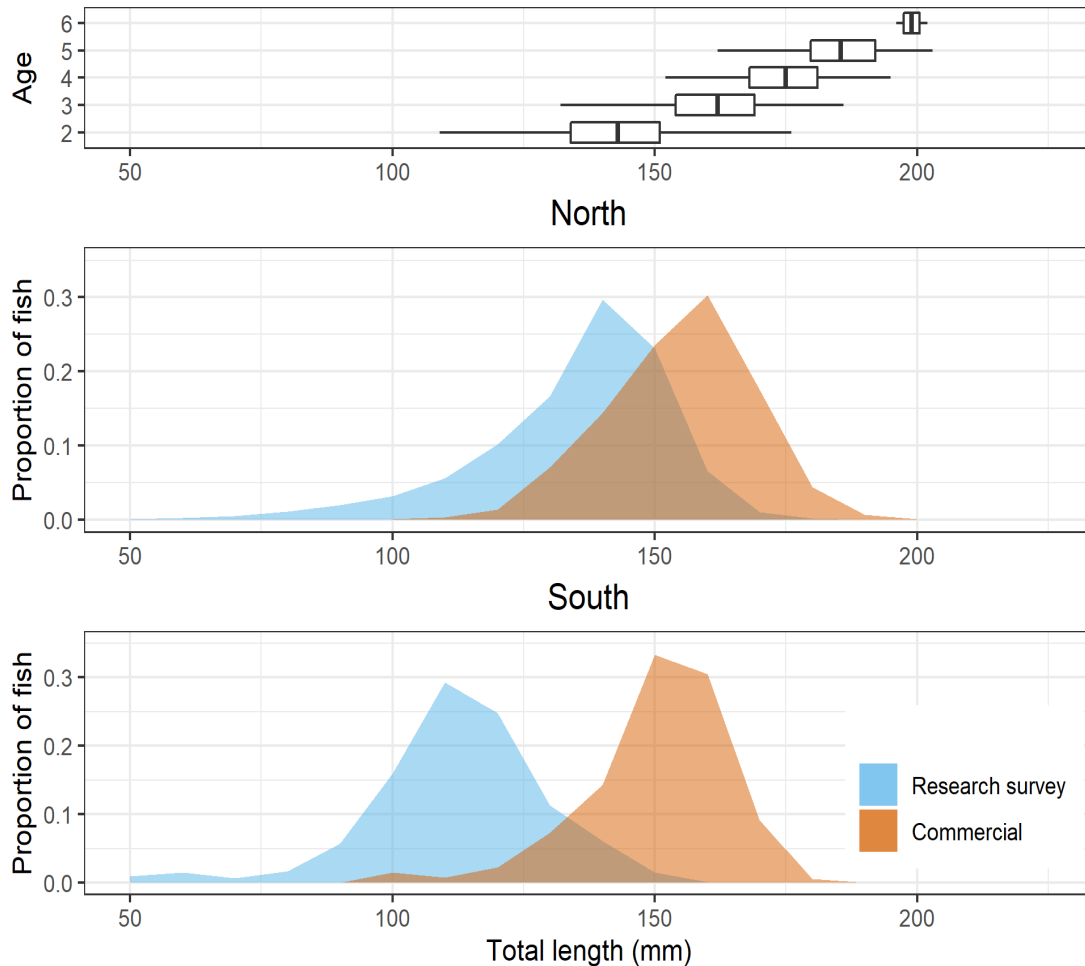 Age
6
5
4
3
2
50 100 150 200
North
Proportion of fish
0.3
0.2
0.1
0.0
50 100 150 200
South
Proportion of fish
0.3
0.2
0.1
0.0
Research survey
Commercial
50 100 150 200
Total length (mm)